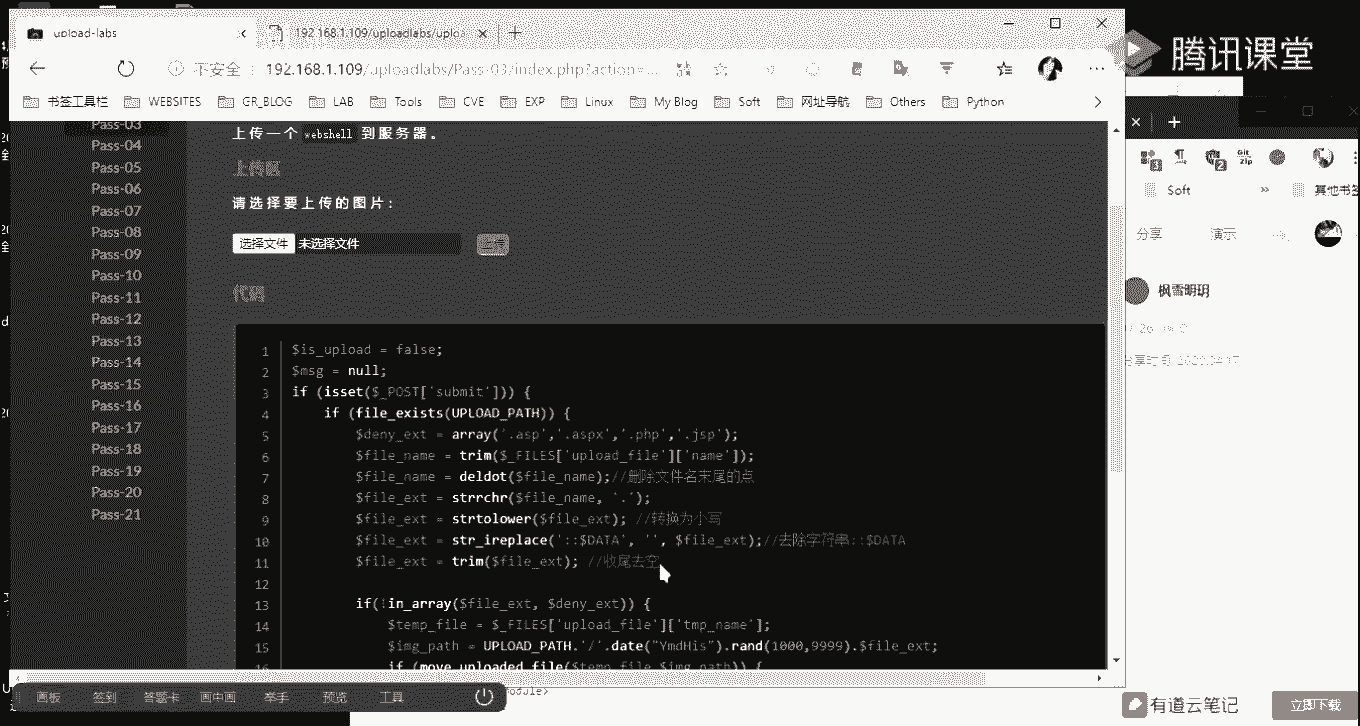 upload-labs
192.168.1.109/uploadlabs/uploa
腾讯课堂
不安全
192.168.1.109/uploadlabs/Pass-03/index.php?action=...
书签工具栏 WEBSITES GR_BLOG LAB Tools CVE EXP Linux My Blog Soft 网址导航 Others Python
Soft
其他书签
分享 演示
枫雪明玥
Pass-03
Pass-04
Pass-05
Pass-06
Pass-07
Pass-08
Pass-09
Pass-10
Pass-11
Pass-12
Pass-13
Pass-14
Pass-15
Pass-16
Pass-17
Pass-18
Pass-19
Pass-20
Pass-21
上传一个 webshell 到服务器。
上传区
请选择要上传的图片：
选择文件 未选择文件 上传
代码
1 $is_upload = false;
2 $msg = null;
3 if (isset($_POST['submit'])) {
4 if (file_exists(UPLOAD_PATH)) {
5 $deny_ext = array('.asp','.aspx','.php','.jsp');
6 $file_name = trim($_FILES['upload_file']['name']);
7 $file_name = deldot($file_name);//删除文件名末尾的点
8 $file_ext = strrchr($file_name, '.');
9 $file_ext = strtolower($file_ext); //转换为小写
10 $file_ext = str_ireplace('::$DATA', '', $file_ext);//去除字符串::$DATA
11 $file_ext = trim($file_ext); //收尾去空
12
13 if(!in_array($file_ext, $deny_ext)) {
14 $temp_file = $_FILES['upload_file']['tmp_name'];
15 $img_path = UPLOAD_PATH.'/'.date("YmdHis").rand(1000,9999).$file_ext;
16 if (move_uploaded_file($temp_file,$img_path)) {
画板 签到 答题卡 画中画 举手 预览 工具
有道云笔记
立即下载